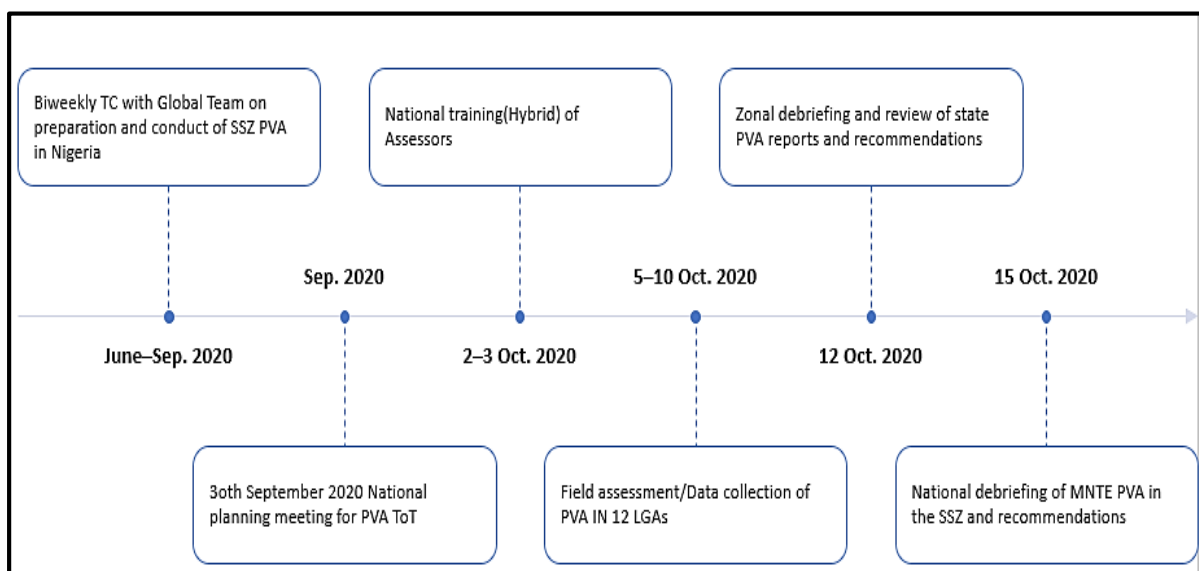 Biweekly TC with Global Team on
preparation and conduct of SSZ PVA
in Nigeria
National training(Hybrid) of
Assessors
Zonal debriefing and review of state
PVA reports and recommendations
Sep. 2020
5–10 Oct. 2020
15 Oct. 2020
June–Sep. 2020
2–3 Oct. 2020
12 Oct. 2020
3oth September 2020 National
planning meeting for PVA ToT
Field assessment/Data collection of
PVA IN 12 LGAs
National debriefing of MNTE PVA in
the SSZ and recommendations